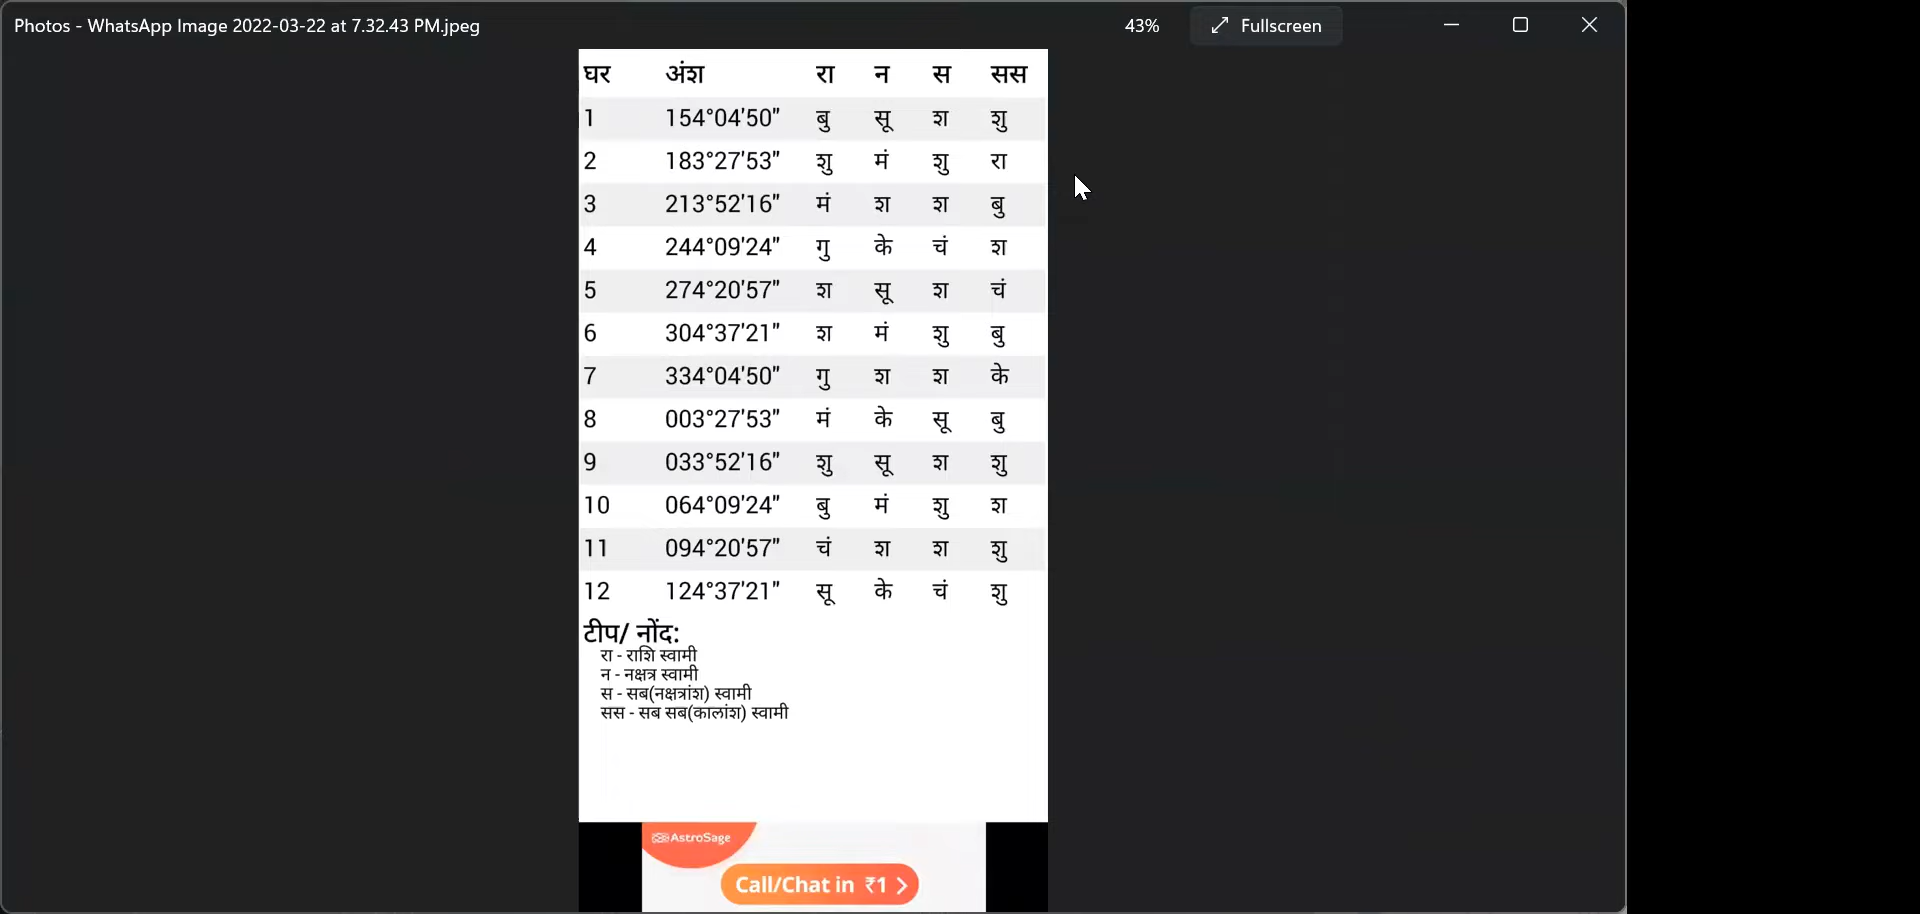 Photos - WhatsApp Image 2022-03-22 at 7.32.43 PM.jpeg 43% Fullscreen
घर अंश रा न स सस
1 154°04'50" बु सू श शु
2 183°27'53" शु मं शु रा
3 213°52'16" मं श श बु
4 244°09'24" गु के चं श
5 274°20'57" श सू श चं
6 304°37'21" श मं शु बु
7 334°04'50" गु श श के
8 003°27'53" मं के सू बु
9 033°52'16" शु सू श शु
10 064°09'24" बु मं शु श
11 094°20'57" चं श श शु
12 124°37'21" सू के चं शु
टीप/ नोंद:
रा - राशि स्वामी
न - नक्षत्र स्वामी
स - सब(नक्षत्रांश) स्वामी
सस - सब सब(कालांश) स्वामी
AstroSage
Call/Chat in ₹1 >